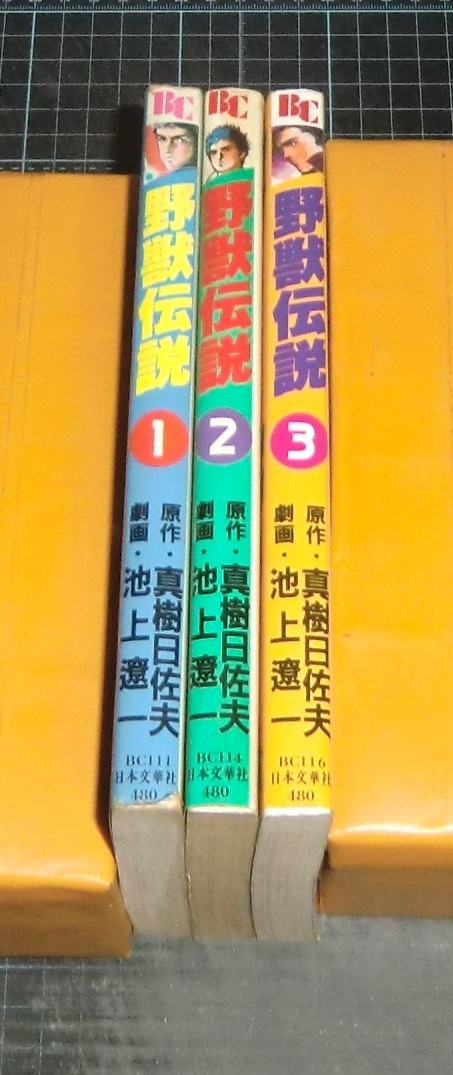 BC
野獣伝説
1
原作・真樹日佐夫
劇画・池上遼一
BC111
日本文華社
480
BC
野獣伝説
2
原作・真樹日佐夫
劇画・池上遼一
BC114
日本文華社
480
BC
野獣伝説
3
原作・真樹日佐夫
劇画・池上遼一
BC116
日本文華社
480